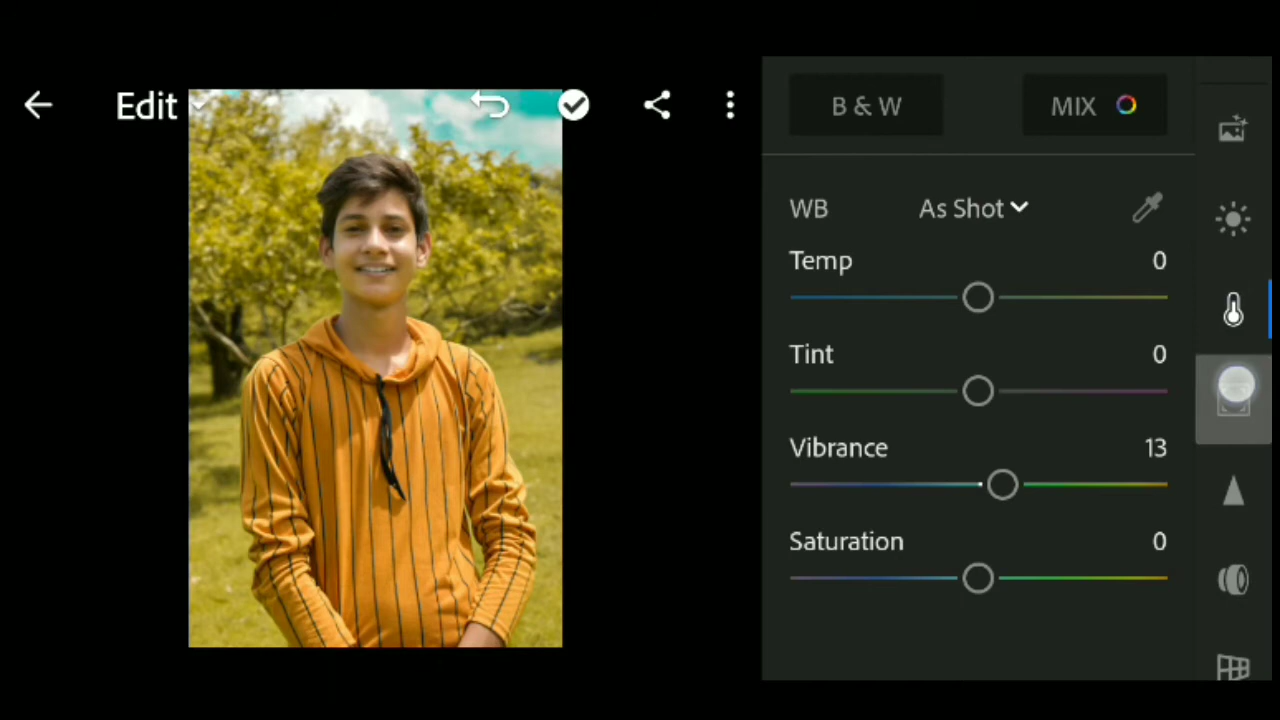 Edit
B & W
MIX
WB
As Shot
Temp
0
Tint
0
Vibrance
13
Saturation
0